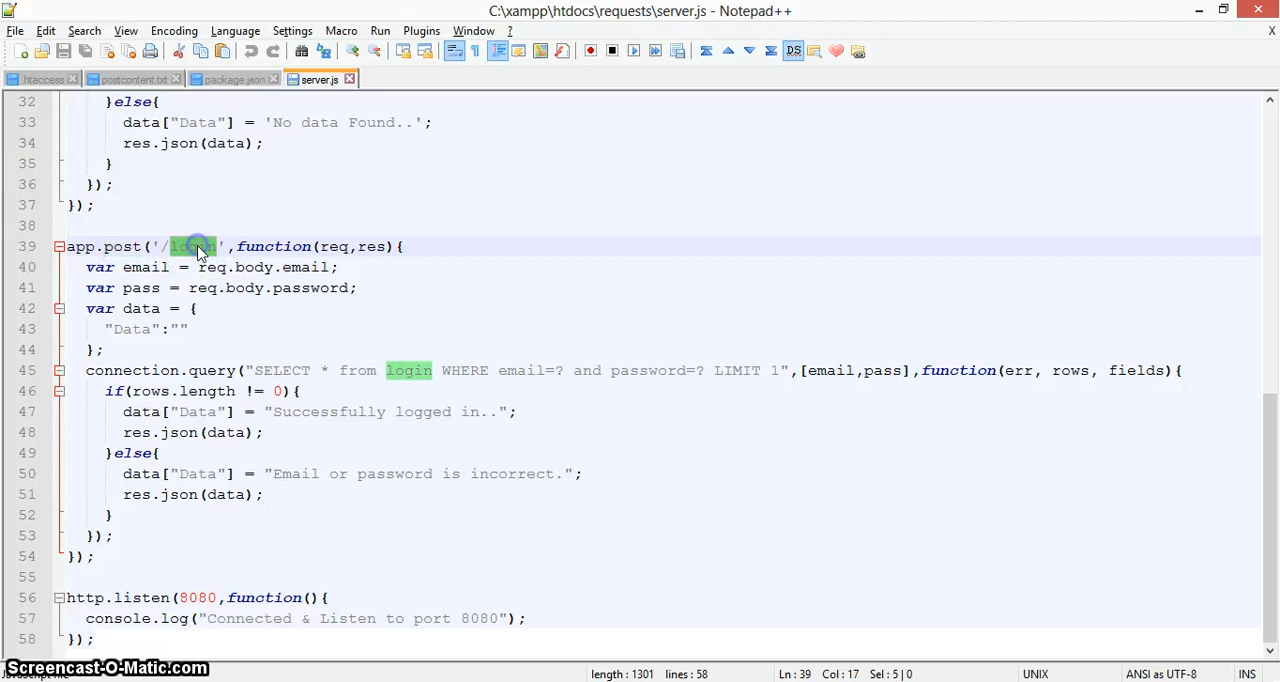 C:\xampp\htdocs\requests\server.js - Notepad++
File Edit Search View Encoding Language Settings Macro Run Plugins Window ?
X
htaccess postcontent.txt package.json server.js
32 }else{
33 data["Data"] = 'No data Found..';
34 res.json(data);
35 }
36 });
37 });
38
39 app.post('/login',function(req,res){
40 var email = req.body.email;
41 var pass = req.body.password;
42 var data = {
43 "Data":""
44 };
45 connection.query("SELECT * from login WHERE email=? and password=? LIMIT 1",[email,pass],function(err, rows, fields){
46 if(rows.length != 0){
47 data["Data"] = "Successfully logged in..";
48 res.json(data);
49 }else{
50 data["Data"] = "Email or password is incorrect.";
51 res.json(data);
52 }
53 });
54 });
55
56 http.listen(8080,function(){
57 console.log("Connected & Listen to port 8080");
58 });
Screencast-O-Matic.com
length : 1301 lines : 58 Ln : 39 Col : 17 Sel : 5 | 0 UNIX ANSI as UTF-8 INS